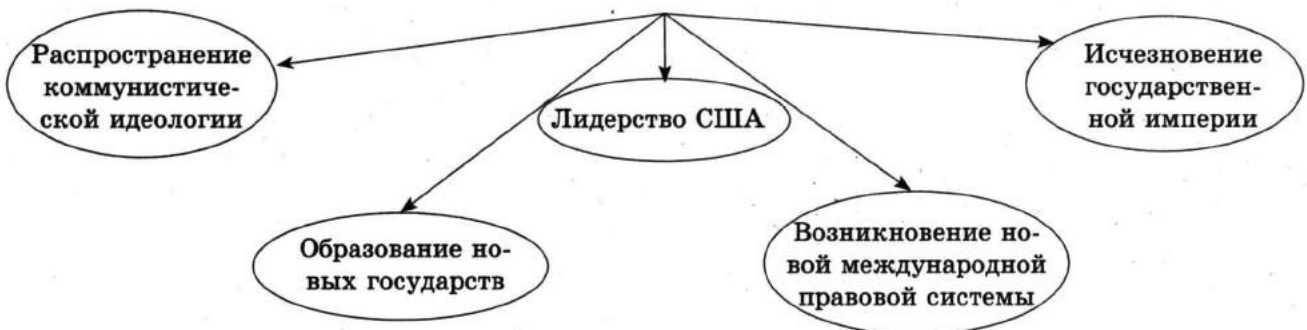 Распространение
коммунистиче-
ской идеологии
Лидерство США
Исчезновение
государствен-
ной империи
Образование но-
вых государств
Возникновение но-
вой международной
правовой системы